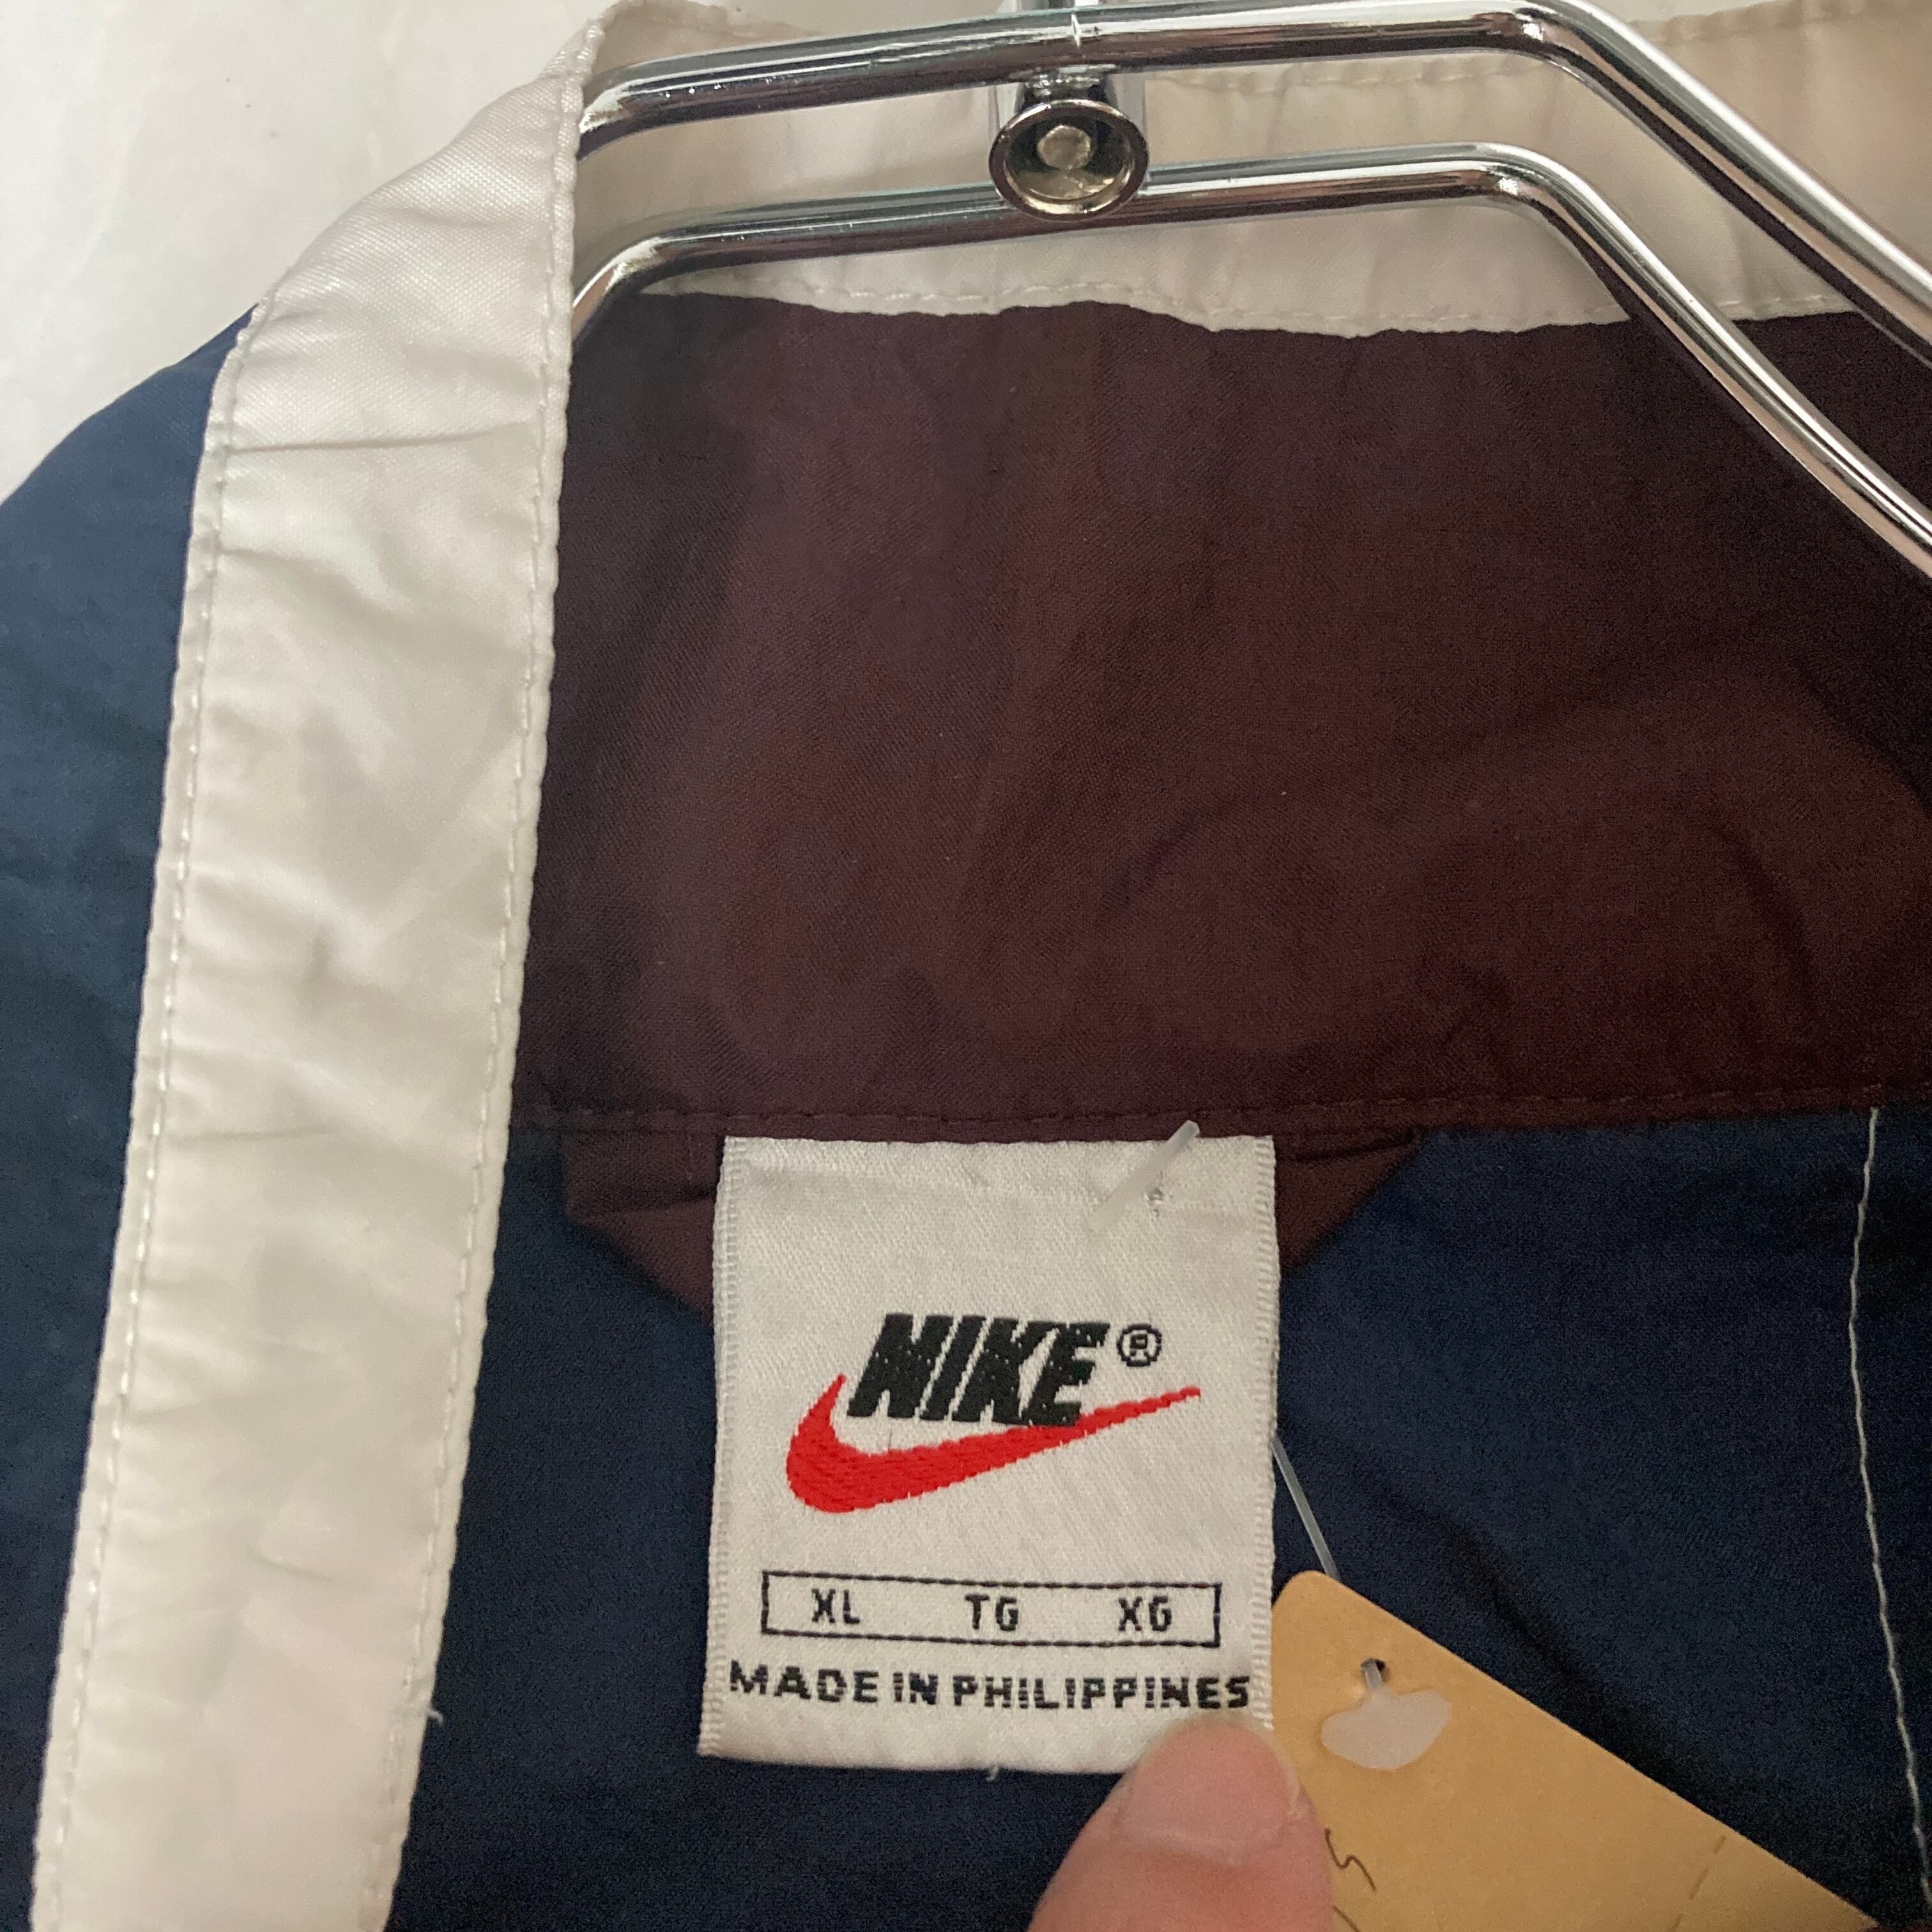 NIKE®
XL TG XG
MADE IN PHILIPPINES